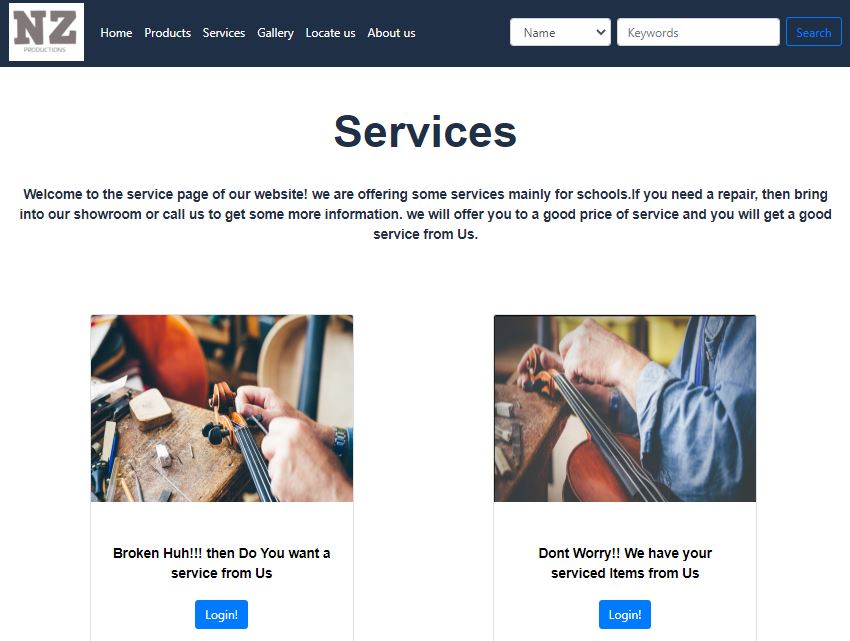 NZ
PRODUCTIONS
Home Products Services Gallery Locate us About us Name Keywords Search
Services
Welcome to the service page of our website! we are offering some services mainly for schools.If you need a repair, then bring
into our showroom or call us to get some more information. we will offer you to a good price of service and you will get a good
service from Us.
Broken Huh!!! then Do You want a
service from Us
Login!
Dont Worry!! We have your
serviced Items from Us
Login!